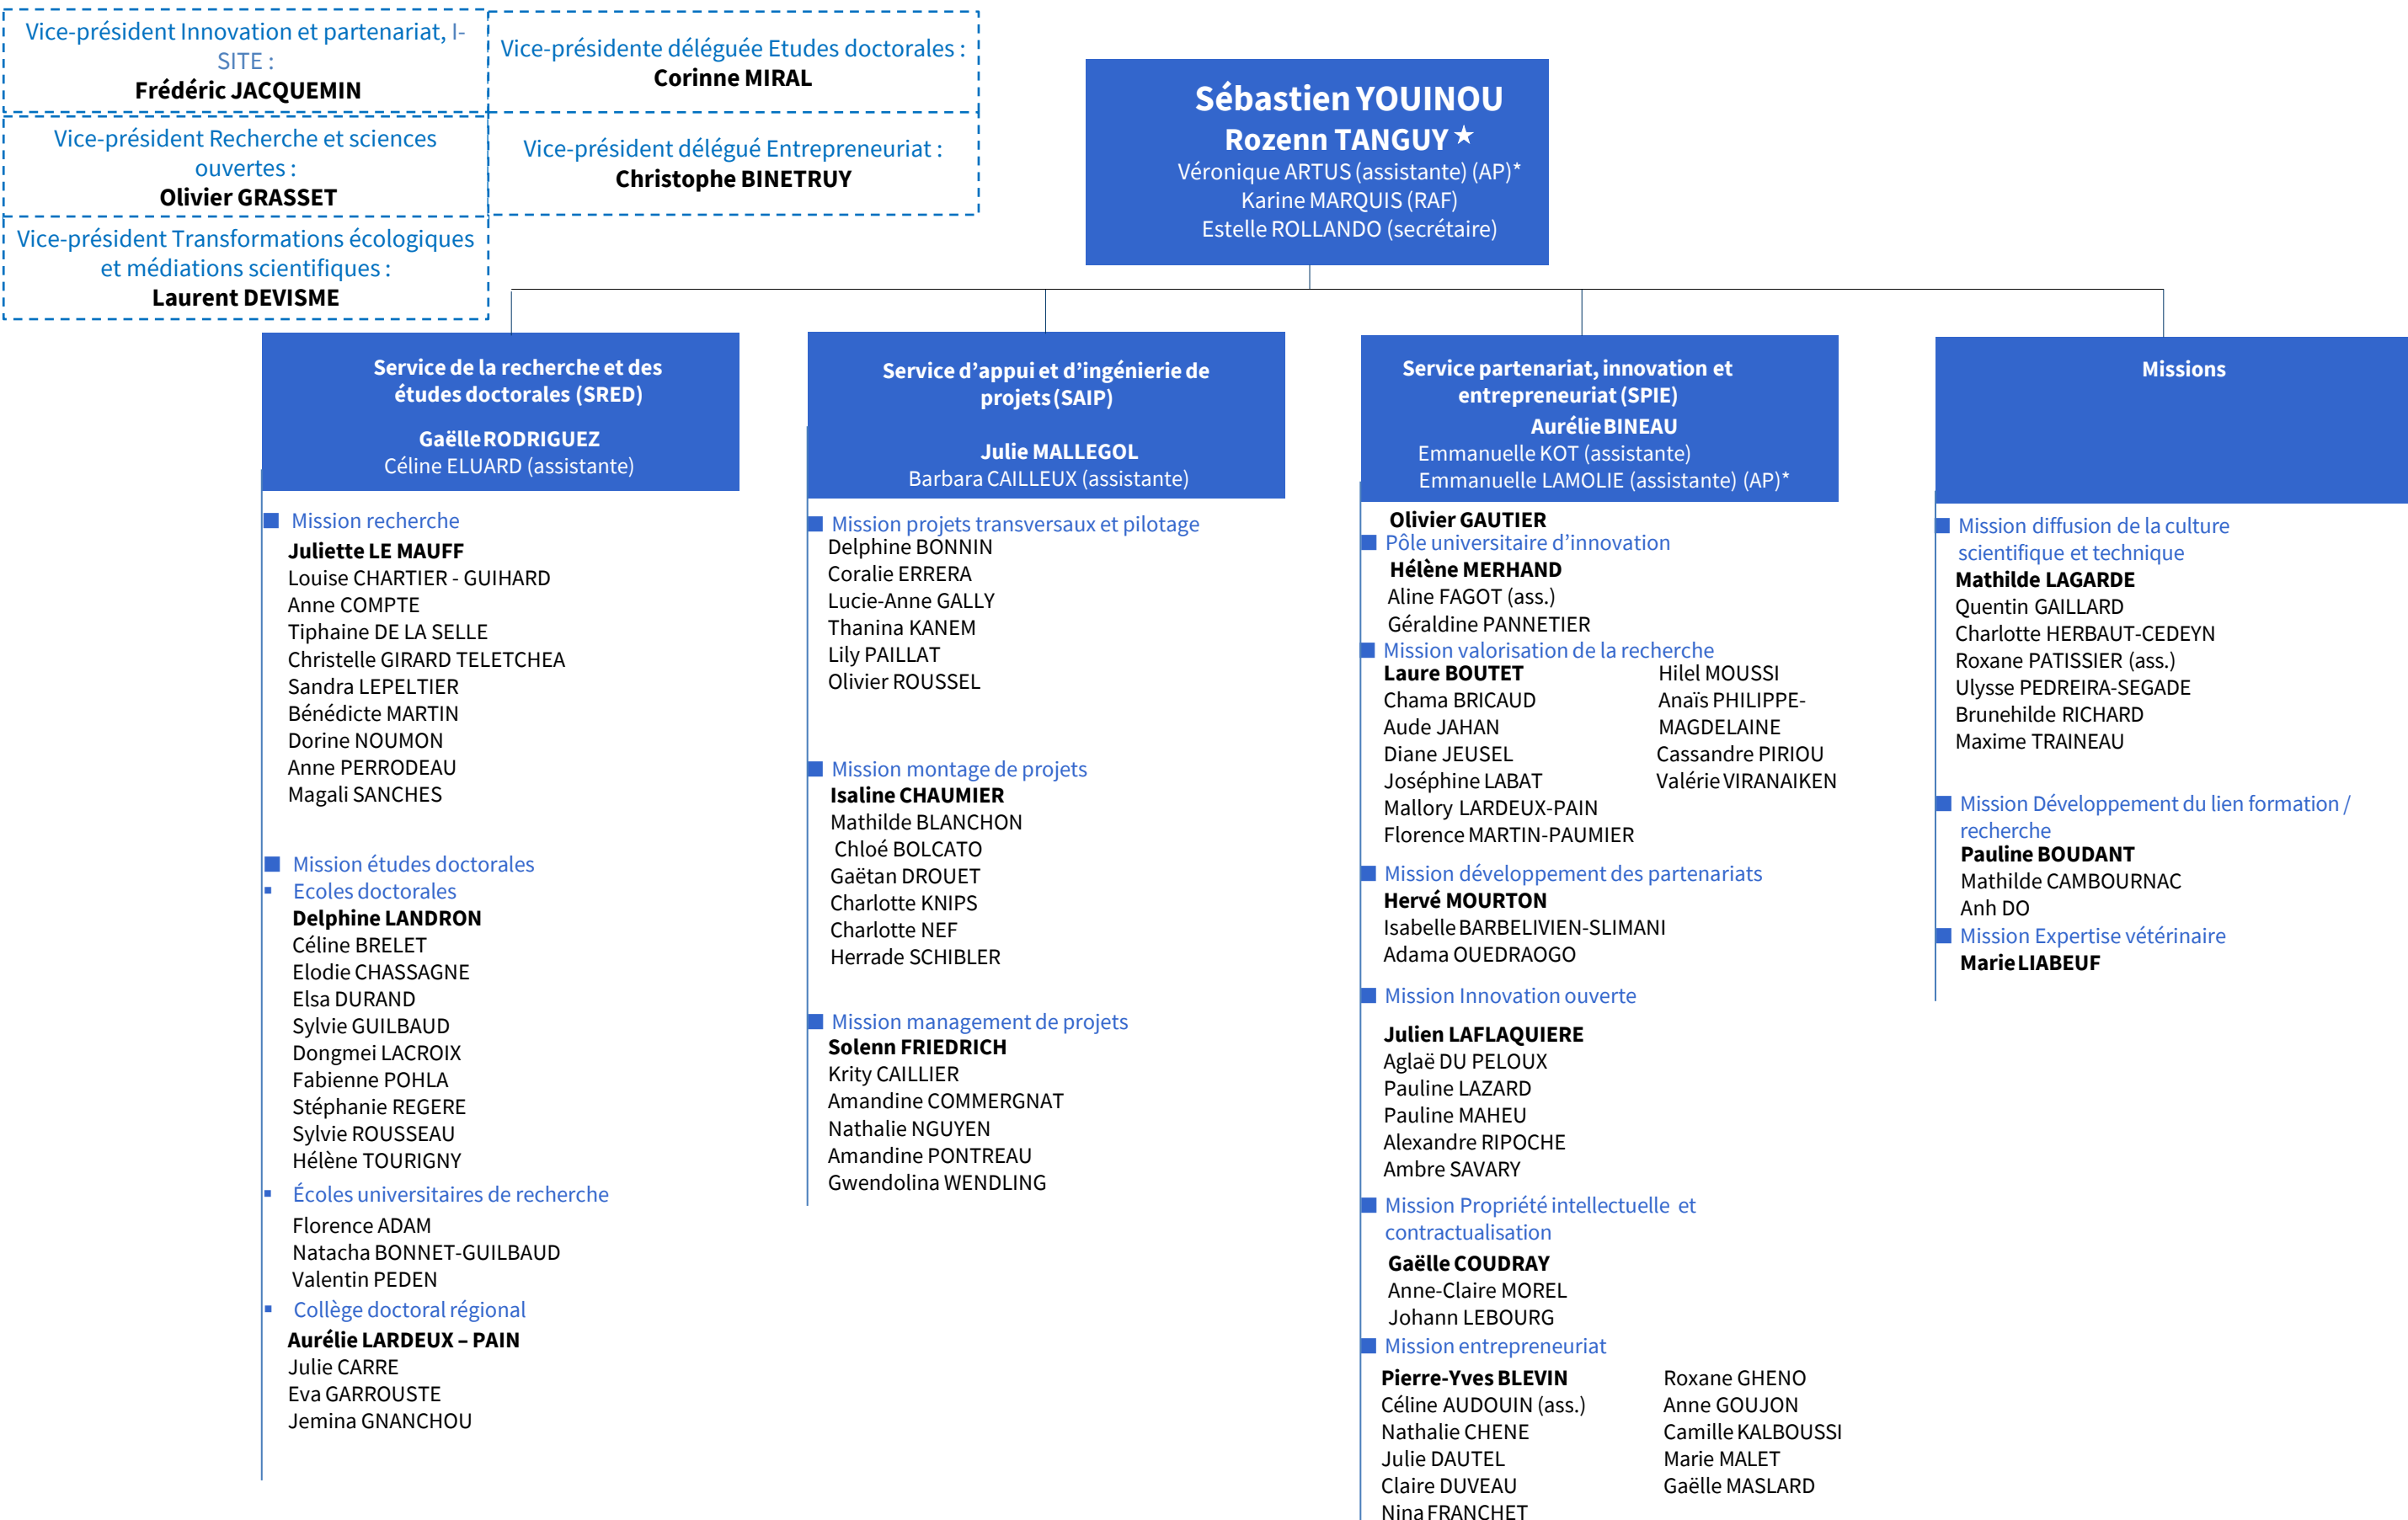 Vice-président Innovation et partenariat, I-
SITE :
Frédéric JACQUEMIN
Vice-présidente déléguée Etudes doctorales :
Corinne MIRAL
Vice-président Recherche et sciences
ouvertes :
Olivier GRASSET
Vice-président délégué Entrepreneuriat :
Christophe BINETRUY
Vice-président Transformations écologiques
et médiations scientifiques :
Laurent DEVISME
Sébastien YOUINOU
Rozenn TANGUY ★
Véronique ARTUS (assistante) (AP)*
Karine MARQUIS (RAF)
Estelle ROLLANDO (secrétaire)
Service de la recherche et des
études doctorales (SRED)
Gaëlle RODRIGUEZ
Céline ELUARD (assistante)
Mission recherche
Juliette LE MAUFF
Louise CHARTIER - GUIHARD
Anne COMPTE
Tiphaine DE LA SELLE
Christelle GIRARD TELETCHEA
Sandra LEPELTIER
Bénédicte MARTIN
Dorine NOUMON
Anne PERRODEAU
Magali SANCHES
Mission études doctorales
Ecoles doctorales
Delphine LANDRON
Céline BRELET
Elodie CHASSAGNE
Elsa DURAND
Sylvie GUILBAUD
Dongmei LACROIX
Fabienne POHLA
Stéphanie REGERE
Sylvie ROUSSEAU
Hélène TOURIGNY
Écoles universitaires de recherche
Florence ADAM
Natacha BONNET-GUILBAUD
Valentin PEDEN
Collège doctoral régional
Aurélie LARDEUX – PAIN
Julie CARRE
Eva GARROUSTE
Jemina GNANCHOU
Service d’appui et d’ingénierie de
projets (SAIP)
Julie MALLEGOL
Barbara CAILLEUX (assistante)
Mission projets transversaux et pilotage
Delphine BONNIN
Coralie ERRERA
Lucie-Anne GALLY
Thanina KANEM
Lily PAILLAT
Olivier ROUSSEL
Mission montage de projets
Isaline CHAUMIER
Mathilde BLANCHON
Chloé BOLCATO
Gaëtan DROUET
Charlotte KNIPS
Charlotte NEF
Herrade SCHIBLER
Mission management de projets
Solenn FRIEDRICH
Krity CAILLIER
Amandine COMMERGNAT
Nathalie NGUYEN
Amandine PONTREAU
Gwendolina WENDLING
Service partenariat, innovation et
entrepreneuriat (SPIE)
Aurélie BINEAU
Emmanuelle KOT (assistante)
Emmanuelle LAMOLIE (assistante) (AP)*
Olivier GAUTIER
Pôle universitaire d’innovation
Hélène MERHAND
Aline FAGOT (ass.)
Géraldine PANNETIER
Mission valorisation de la recherche
Laure BOUTET
Chama BRICAUD
Aude JAHAN
Diane JEUSEL
Joséphine LABAT
Mallory LARDEUX-PAIN
Florence MARTIN-PAUMIER
Hilel MOUSSI
Anaïs PHILIPPE-
MAGDELAINE
Cassandre PIRIOU
Valérie VIRANAIKEN
Mission développement des partenariats
Hervé MOURTON
Isabelle BARBELIVIEN-SLIMANI
Adama OUEDRAOGO
Mission Innovation ouverte
Julien LAFLAQUIERE
Aglaë DU PELOUX
Pauline LAZARD
Pauline MAHEU
Alexandre RIPOCHE
Ambre SAVARY
Mission Propriété intellectuelle et
contractualisation
Gaëlle COUDRAY
Anne-Claire MOREL
Johann LEBOURG
Mission entrepreneuriat
Pierre-Yves BLEVIN
Céline AUDOUIN (ass.)
Nathalie CHENE
Julie DAUTEL
Claire DUVEAU
Nina FRANCHET
Roxane GHENO
Anne GOUJON
Camille KALBOUSSI
Marie MALET
Gaëlle MASLARD
Missions
Mission diffusion de la culture
scientifique et technique
Mathilde LAGARDE
Quentin GAILLARD
Charlotte HERBAUT-CEDEYN
Roxane PATISSIER (ass.)
Ulysse PEDREIRA-SEGADE
Brunehilde RICHARD
Maxime TRAINEAU
Mission Développement du lien formation /
recherche
Pauline BOUDANT
Mathilde CAMBOURNAC
Anh DO
Mission Expertise vétérinaire
Marie LIABEUF